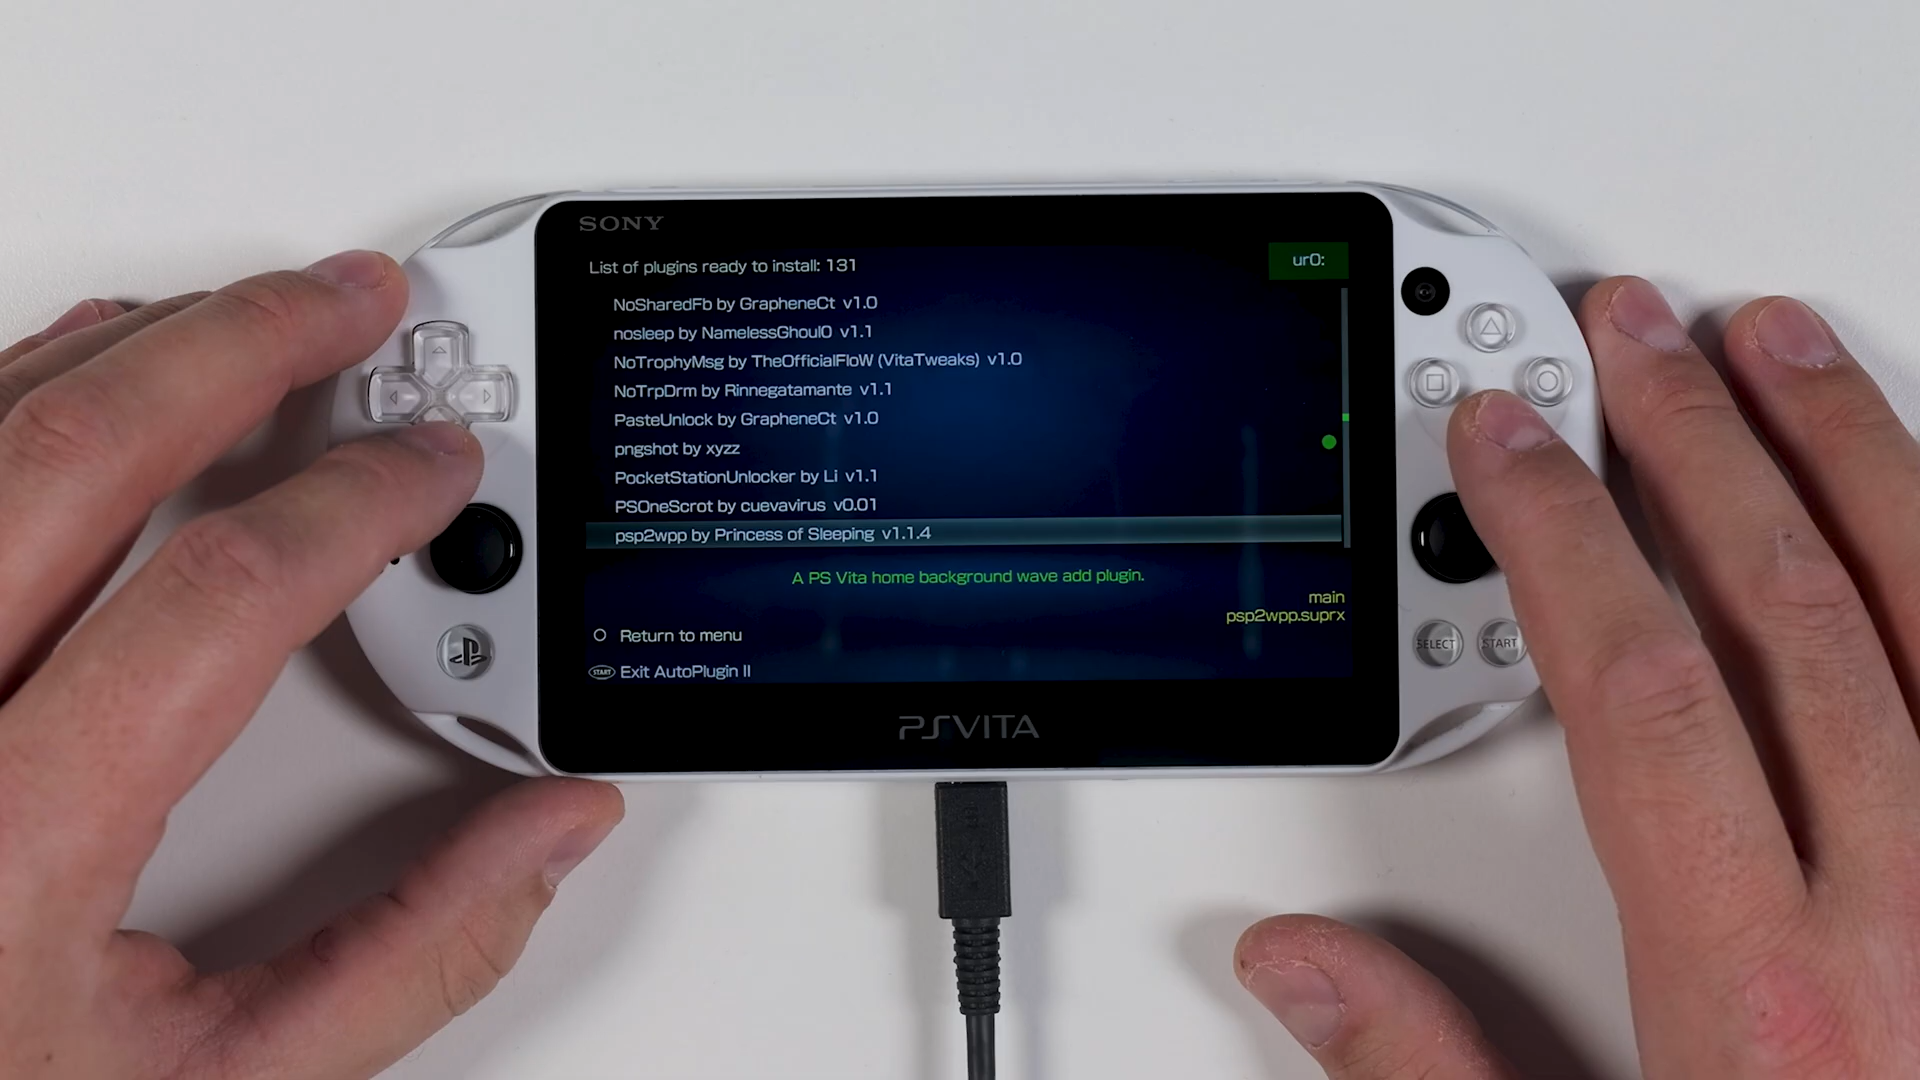 SONY
List of plugins ready to install: 131
ur0:
NoSharedFb by GrapheneCt v1.0
nosleep by NamelessGhoul0 v1.1
NoTrophyMsg by TheOfficialFloW (VitaTweaks) v1.0
NoTrpDrm by Rinnegatamante v1.1
PasteUnlock by GrapheneCt v1.0
pngshot by xyzz
PocketStationUnlocker by Li v1.1
PSOneScrot by cuevavirus v0.01
psp2wpp by Princess of Sleeping v1.1.4
A PS Vita home background wave add plugin.
main
psp2wpp.suprx
Return to menu
START Exit AutoPlugin II
SELECT
START
PSVITA